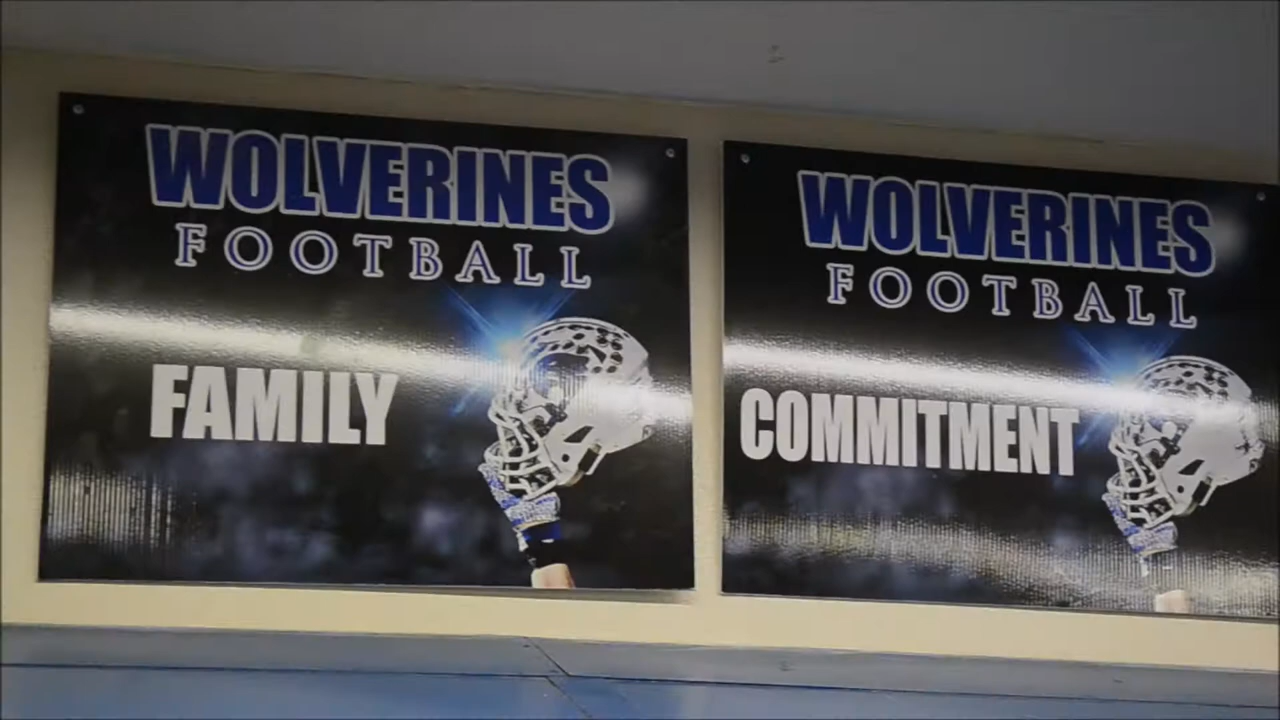 WOLVERINES
FOOTBALL
FAMILY
WOLVERINES
FOOTBALL
COMMITMENT